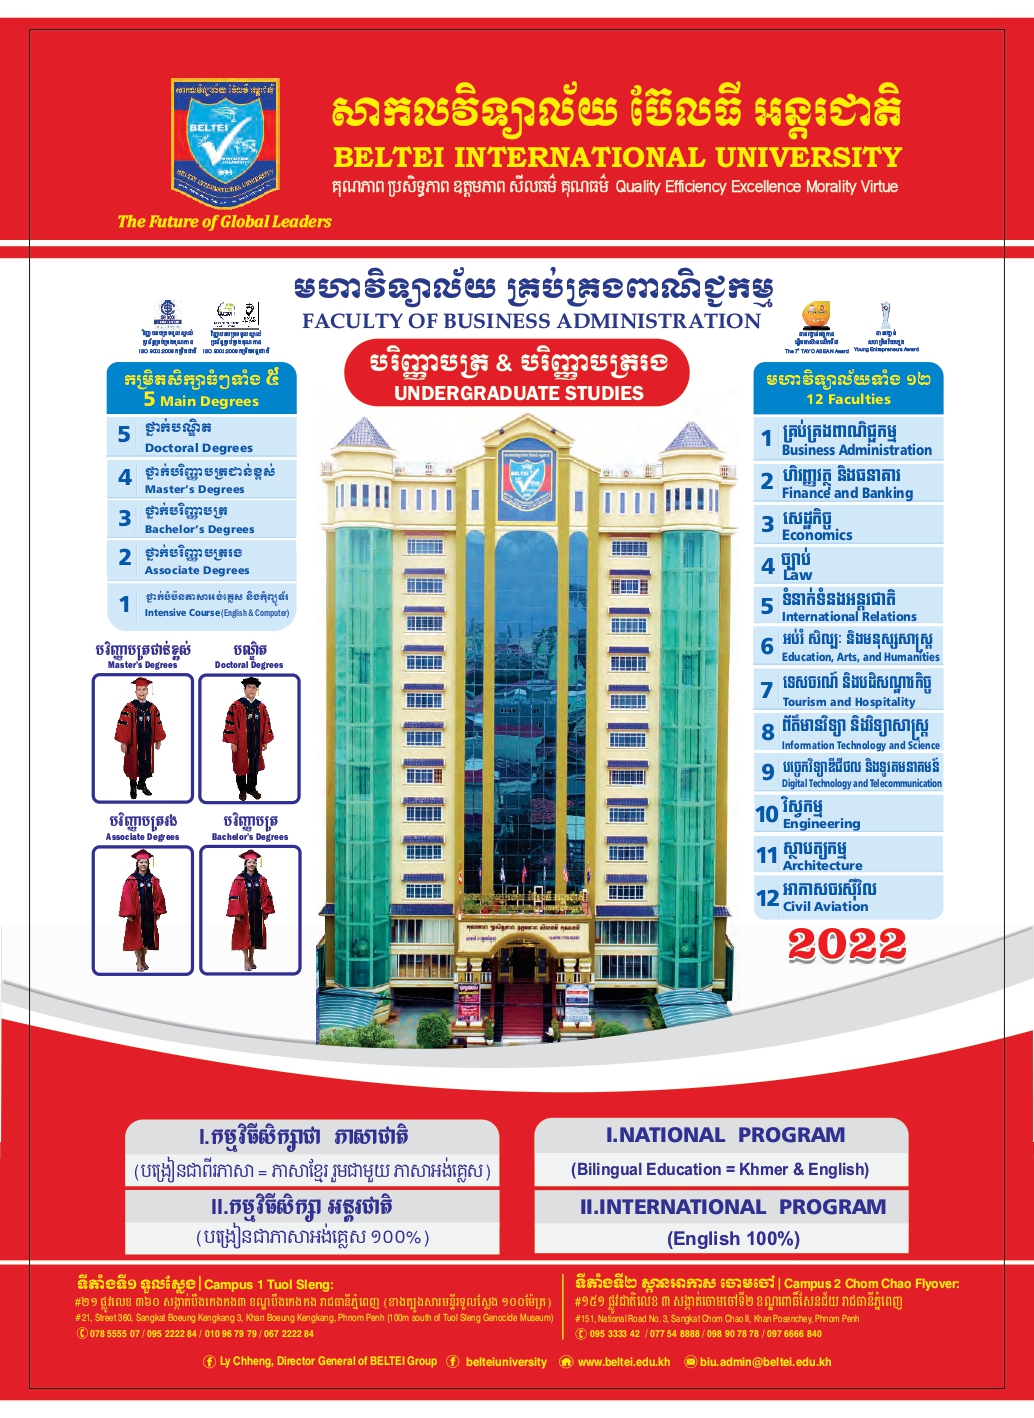 សាកលវិទ្យាល័យ ប៊ែលធី អន្តរជាតិ
BELTEI INTERNATIONAL UNIVERSITY
គុណភាព ប្រសិទ្ធភាព ឧត្តមភាព សីលធម៌ គុណធម៌ Quality Efficiency Excellence Morality Virtue
BELTEI
The Future of Global Leaders
មហាវិទ្យាល័យ គ្រប់គ្រងពាណិជ្ជកម្ម
FACULTY OF BUSINESS ADMINISTRATION
បរិញ្ញាបត្រ & បរិញ្ញាបត្ររង
UNDERGRADUATE STUDIES
The 7th TAYO ASEAN Award
Young Entrepreneurs Award
កម្រិតសិក្សាធំៗទាំង ៥
5 Main Degrees
5 ថ្នាក់បណ្ឌិត
Doctoral Degrees
4 ថ្នាក់បរិញ្ញាបត្រជាន់ខ្ពស់
Master's Degrees
3 ថ្នាក់បរិញ្ញាបត្រ
Bachelor's Degrees
2 ថ្នាក់បរិញ្ញាបត្ររង
Associate Degrees
1 ថ្នាក់បំប៉នភាសាអង់គ្លេស និងកុំព្យូទ័រ
Intensive Course (English & Computer)
បរិញ្ញាបត្រជាន់ខ្ពស់
Master's Degrees
បណ្ឌិត
Doctoral Degrees
បរិញ្ញាបត្ររង
Associate Degrees
បរិញ្ញាបត្រ
Bachelor's Degrees
មហាវិទ្យាល័យទាំង ១២
12 Faculties
1 គ្រប់គ្រងពាណិជ្ជកម្ម
Business Administration
2 ហិរញ្ញវត្ថុ និងធនាគារ
Finance and Banking
3 សេដ្ឋកិច្ច
Economics
4 ច្បាប់
Law
5 ទំនាក់ទំនងអន្តរជាតិ
International Relations
6 អប់រំ សិល្បៈ និងមនុស្សសាស្ត្រ
Education, Arts, and Humanities
7 ទេសចរណ៍ និងបដិសណ្ឋារកិច្ច
Tourism and Hospitality
8 ព័ត៌មានវិទ្យា និងវិទ្យាសាស្ត្រ
Information Technology and Science
9 បច្ចេកវិទ្យាឌីជីថល និងទូរគមនាគមន៍
Digital Technology and Telecommunication
10 វិស្វកម្ម
Engineering
11 ស្ថាបត្យកម្ម
Architecture
12 អាកាសចរស៊ីវិល
Civil Aviation
2022
I.កម្មវិធីសិក្សាជា ភាសាជាតិ
(បង្រៀនជាពីរភាសា = ភាសាខ្មែរ រួមជាមួយ ភាសាអង់គ្លេស)
II.កម្មវិធីសិក្សា អន្តរជាតិ
(បង្រៀនជាភាសាអង់គ្លេស ១០០%)
I.NATIONAL PROGRAM
(Bilingual Education = Khmer & English)
II.INTERNATIONAL PROGRAM
(English 100%)
ទីតាំងទី១ ទួលស្លែង | Campus 1 Tuol Sleng:
#២១ ផ្លូវលេខ ៣៦០ សង្កាត់បឹងកេងកង៣ ខណ្ឌបឹងកេងកង រាជធានីភ្នំពេញ (ខាងត្បូងសារមន្ទីរទួលស្លែង ១០០ម៉ែត្រ)
#21, Street 360, Sangkat Boeung Kengkang 3, Khan Boeung Kengkang, Phnom Penh (100m south of Tuol Sleng Genocide Museum)
078 5555 07 / 095 2222 84 / 010 96 79 79 / 067 2222 84
ទីតាំងទី២ ស្ពានអាកាស ចោមចៅ | Campus 2 Chom Chao Flyover:
#១៥១ ផ្លូវជាតិលេខ ៣ សង្កាត់ចោមចៅទី២ ខណ្ឌពោធិ៍សែនជ័យ រាជធានីភ្នំពេញ
#151, National Road No. 3, Sangkat Chom Chao II, Khan Posenchey, Phnom Penh
095 3333 42 / 077 54 8888 / 098 90 78 78 / 097 6666 840
Ly Chheng, Director General of BELTEI Group belteiuniversity www.beltei.edu.kh biu.admin@beltei.edu.kh